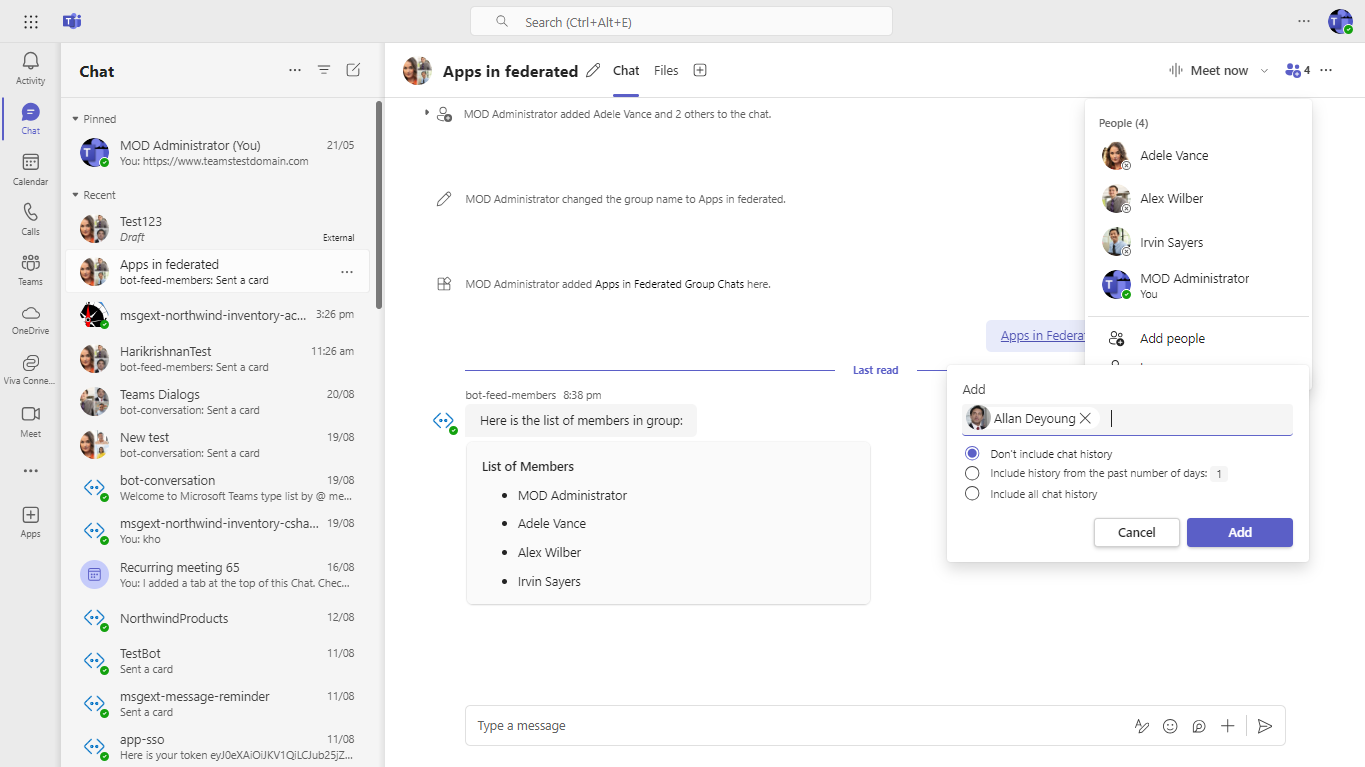 Search (Ctrl+Alt+E)
Activity
Chat
Calendar
Calls
Teams
OneDrive
Viva Conne...
Meet
Apps
Chat
Pinned
MOD Administrator (You) 21/05
You: https://www.teamstestdomain.com
Recent
Test123
Draft External
Apps in federated
bot-feed-members: Sent a card
msgext-northwind-inventory-ac... 3:26 pm
HarikrishnanTest 11:26 am
bot-feed-members: Sent a card
Teams Dialogs 20/08
bot-conversation: Sent a card
New test 19/08
bot-conversation: Sent a card
bot-conversation 19/08
Welcome to Microsoft Teams type list by @ me...
msgext-northwind-inventory-csha... 19/08
You: kho
Recurring meeting 65 16/08
You: I added a tab at the top of this Chat. Chec...
NorthwindProducts 12/08
TestBot 11/08
Sent a card
msgext-message-reminder 11/08
Sent a card
app-sso 11/08
Here is your token eyJ0eXAiOiJKV1QiLCJub25jZ...
Apps in federated Chat Files
Meet now 4
MOD Administrator added Adele Vance and 2 others to the chat.
MOD Administrator changed the group name to Apps in federated.
MOD Administrator added Apps in Federated Group Chats here.
Apps in Federat
Last read
bot-feed-members 8:38 pm
Here is the list of members in group:
List of Members
• MOD Administrator
• Adele Vance
• Alex Wilber
• Irvin Sayers
Type a message
People (4)
Adele Vance
Alex Wilber
Irvin Sayers
MOD Administrator
You
Add people
Add
Allan Deyoung
Don't include chat history
Include history from the past number of days: 1
Include all chat history
Cancel Add